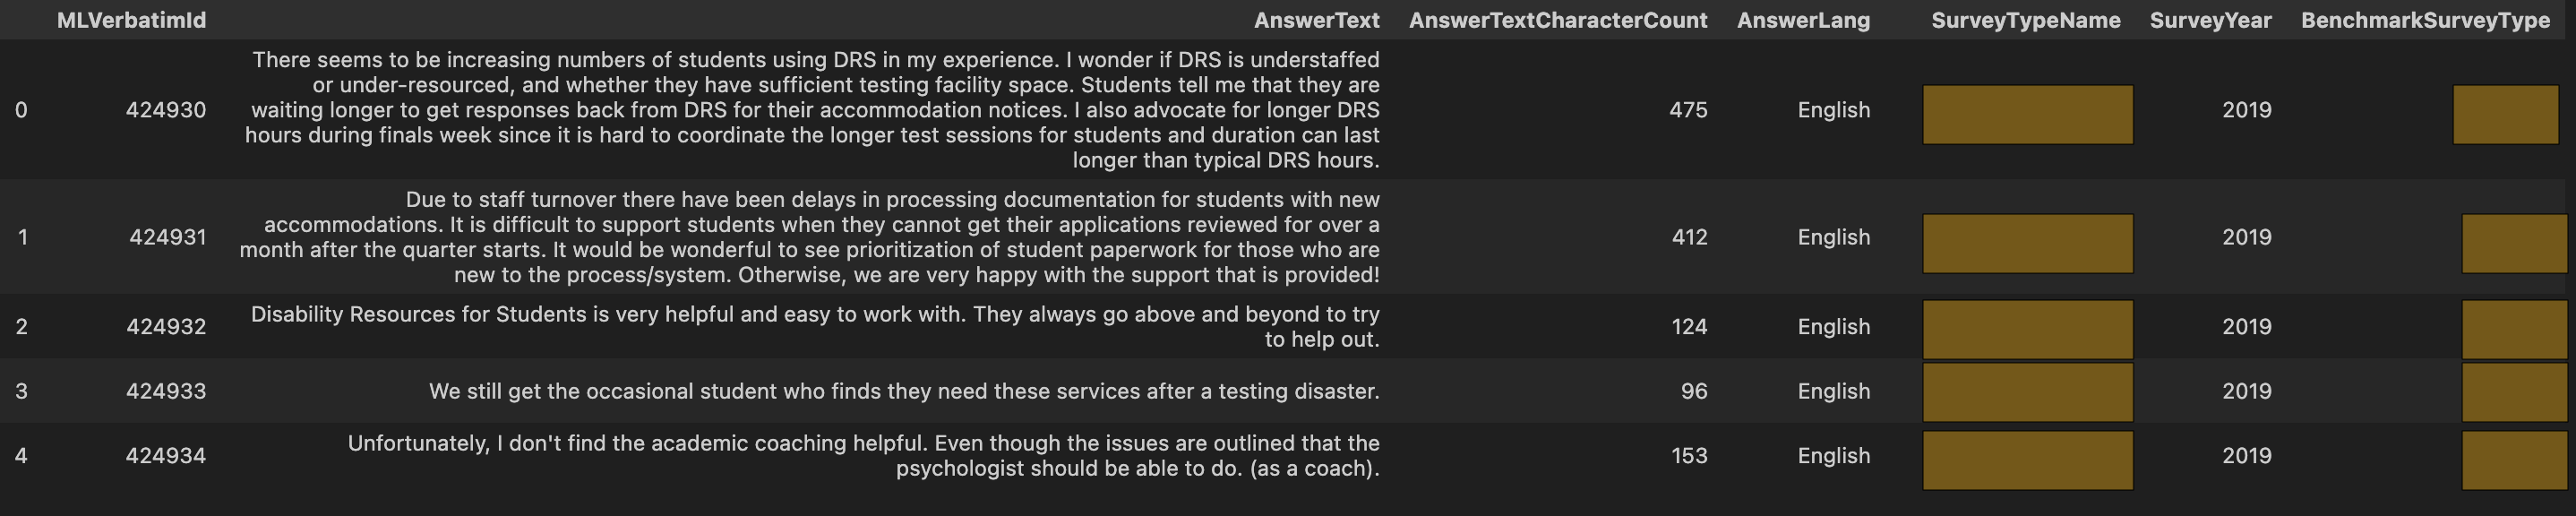 MLVerbatimId AnswerText AnswerTextCharacterCount AnswerLang SurveyTypeName SurveyYear BenchmarkSurveyType
There seems to be increasing numbers of students using DRS in my experience. I wonder if DRS is understaffed
or under-resourced, and whether they have sufficient testing facility space. Students tell me that they are
0 424930 waiting longer to get responses back from DRS for their accommodation notices. I also advocate for longer DRS 475 English 2019
hours during finals week since it is hard to coordinate the longer test sessions for students and duration can last
longer than typical DRS hours.
Due to staff turnover there have been delays in processing documentation for students with new
1 424931 accommodations. It is difficult to support students when they cannot get their applications reviewed for over a 412 English 2019
month after the quarter starts. It would be wonderful to see prioritization of student paperwork for those who are
new to the process/system. Otherwise, we are very happy with the support that is provided!
2 424932 Disability Resources for Students is very helpful and easy to work with. They always go above and beyond to try 124 English 2019
to help out.
3 424933 We still get the occasional student who finds they need these services after a testing disaster. 96 English 2019
4 424934 Unfortunately, I don't find the academic coaching helpful. Even though the issues are outlined that the 153 English 2019
psychologist should be able to do. (as a coach).